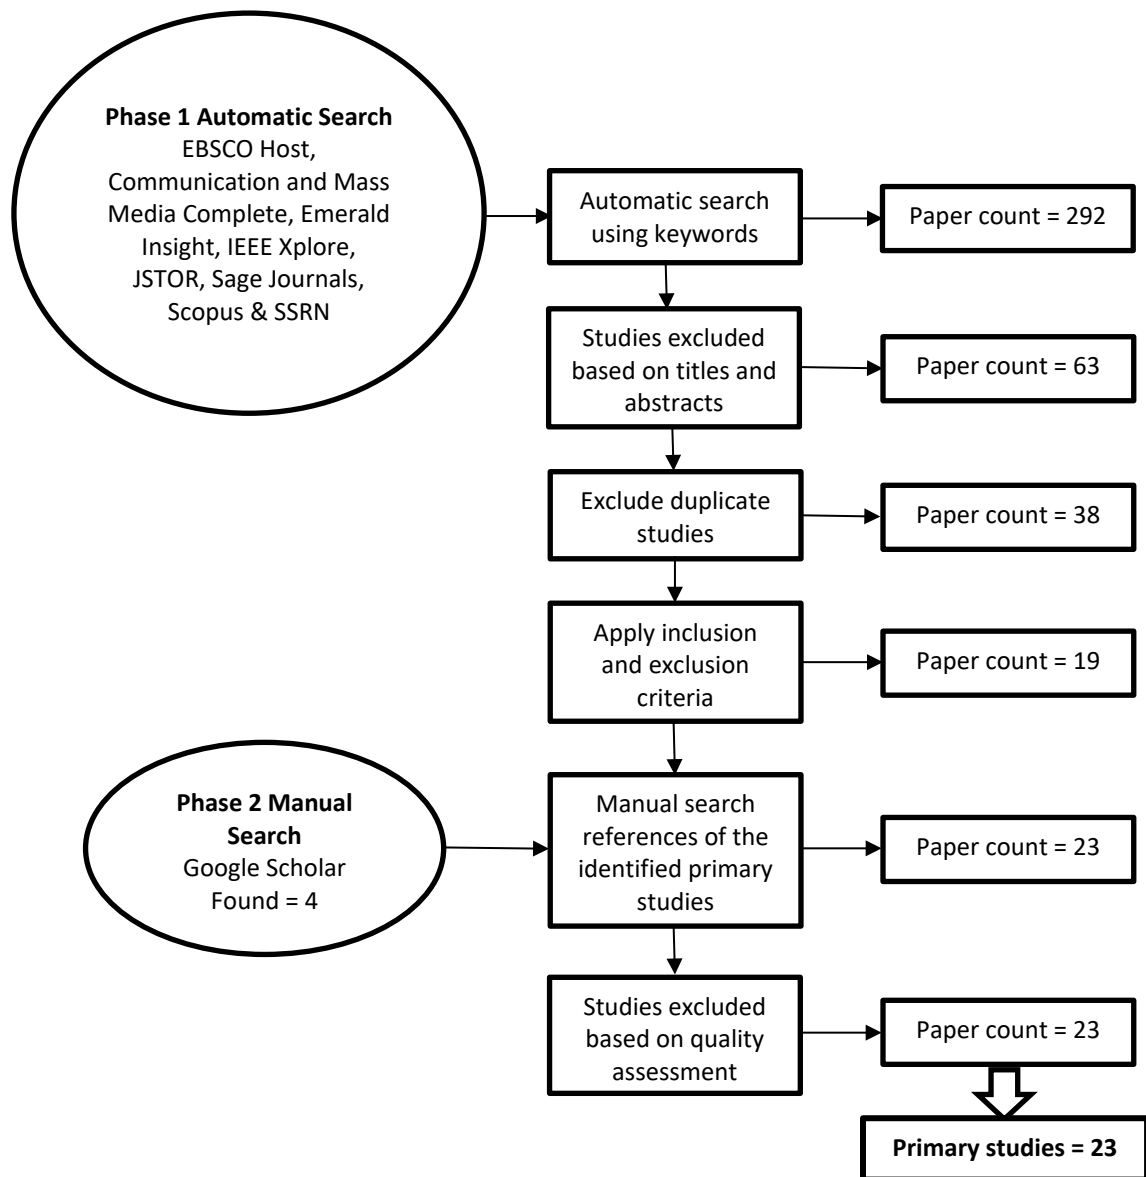 Phase 1 Automatic Search
EBSCO Host,
Communication and Mass
Media Complete, Emerald
Insight, IEEE Xplore,
JSTOR, Sage Journals,
Scopus & SSRN
Automatic search
using keywords
Paper count = 292
Studies excluded
based on titles and
abstracts
Paper count = 63
Exclude duplicate
studies
Paper count = 38
Apply inclusion
and exclusion
criteria
Paper count = 19
Phase 2 Manual
Search
Google Scholar
Found = 4
Manual search
references of the
identified primary
studies
Paper count = 23
Studies excluded
based on quality
assessment
Paper count = 23
Primary studies = 23